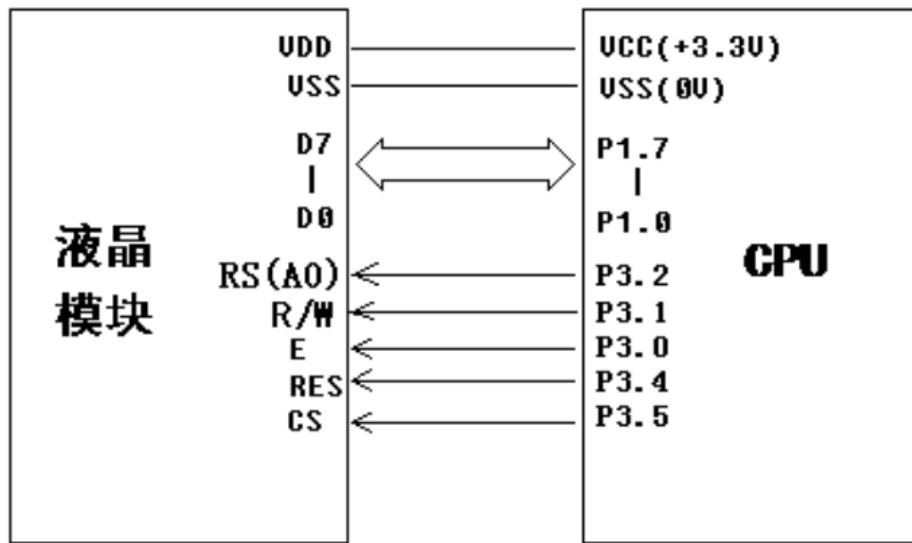 VDD
VCC(+3.3V)
VSS
VSS(0V)
D7
P1.7
D0
P1.0
液晶
模块
CPU
RS(A0)
P3.2
R/W
P3.1
E
P3.0
RES
P3.4
CS
P3.5